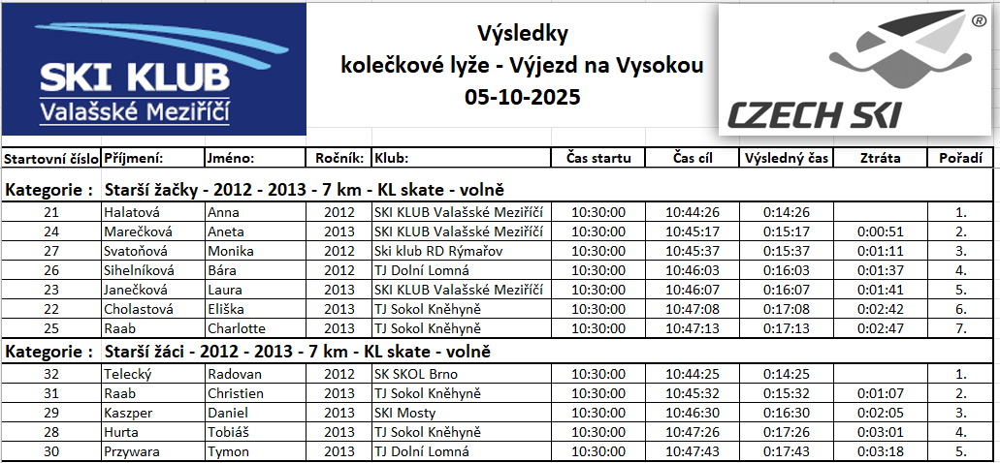 SKI KLUB
Valašské Meziříčí
Výsledky
kolečkové lyže - Výjezd na Vysokou
05-10-2025
®
CZECH SKI
Startovní číslo Příjmení: Jméno: Ročník: Klub: Čas startu Čas cíl Výsledný čas Ztráta Pořadí
Kategorie : Starší žačky - 2012 - 2013 - 7 km - KL skate - volně
21 Halatová Anna 2012 SKI KLUB Valašské Meziříčí 10:30:00 10:44:26 0:14:26 1.
24 Marečková Aneta 2013 SKI KLUB Valašské Meziříčí 10:30:00 10:45:17 0:15:17 0:00:51 2.
27 Svatoňová Monika 2012 Ski klub RD Rýmařov 10:30:00 10:45:37 0:15:37 0:01:11 3.
26 Sihelníková Bára 2012 TJ Dolní Lomná 10:30:00 10:46:03 0:16:03 0:01:37 4.
23 Janečková Laura 2013 SKI KLUB Valašské Meziříčí 10:30:00 10:46:07 0:16:07 0:01:41 5.
22 Cholastová Eliška 2013 TJ Sokol Kněhyně 10:30:00 10:47:08 0:17:08 0:02:42 6.
25 Raab Charlotte 2013 TJ Sokol Kněhyně 10:30:00 10:47:13 0:17:13 0:02:47 7.
Kategorie : Starší žáci - 2012 - 2013 - 7 km - KL skate - volně
32 Telecký Radovan 2012 SK SKOL Brno 10:30:00 10:44:25 0:14:25 1.
31 Raab Christien 2013 TJ Sokol Kněhyně 10:30:00 10:45:32 0:15:32 0:01:07 2.
29 Kaszper Daniel 2013 SKI Mosty 10:30:00 10:46:30 0:16:30 0:02:05 3.
28 Hurta Tobiáš 2013 TJ Sokol Kněhyně 10:30:00 10:47:26 0:17:26 0:03:01 4.
30 Przywara Tymon 2013 TJ Dolní Lomná 10:30:00 10:47:43 0:17:43 0:03:18 5.